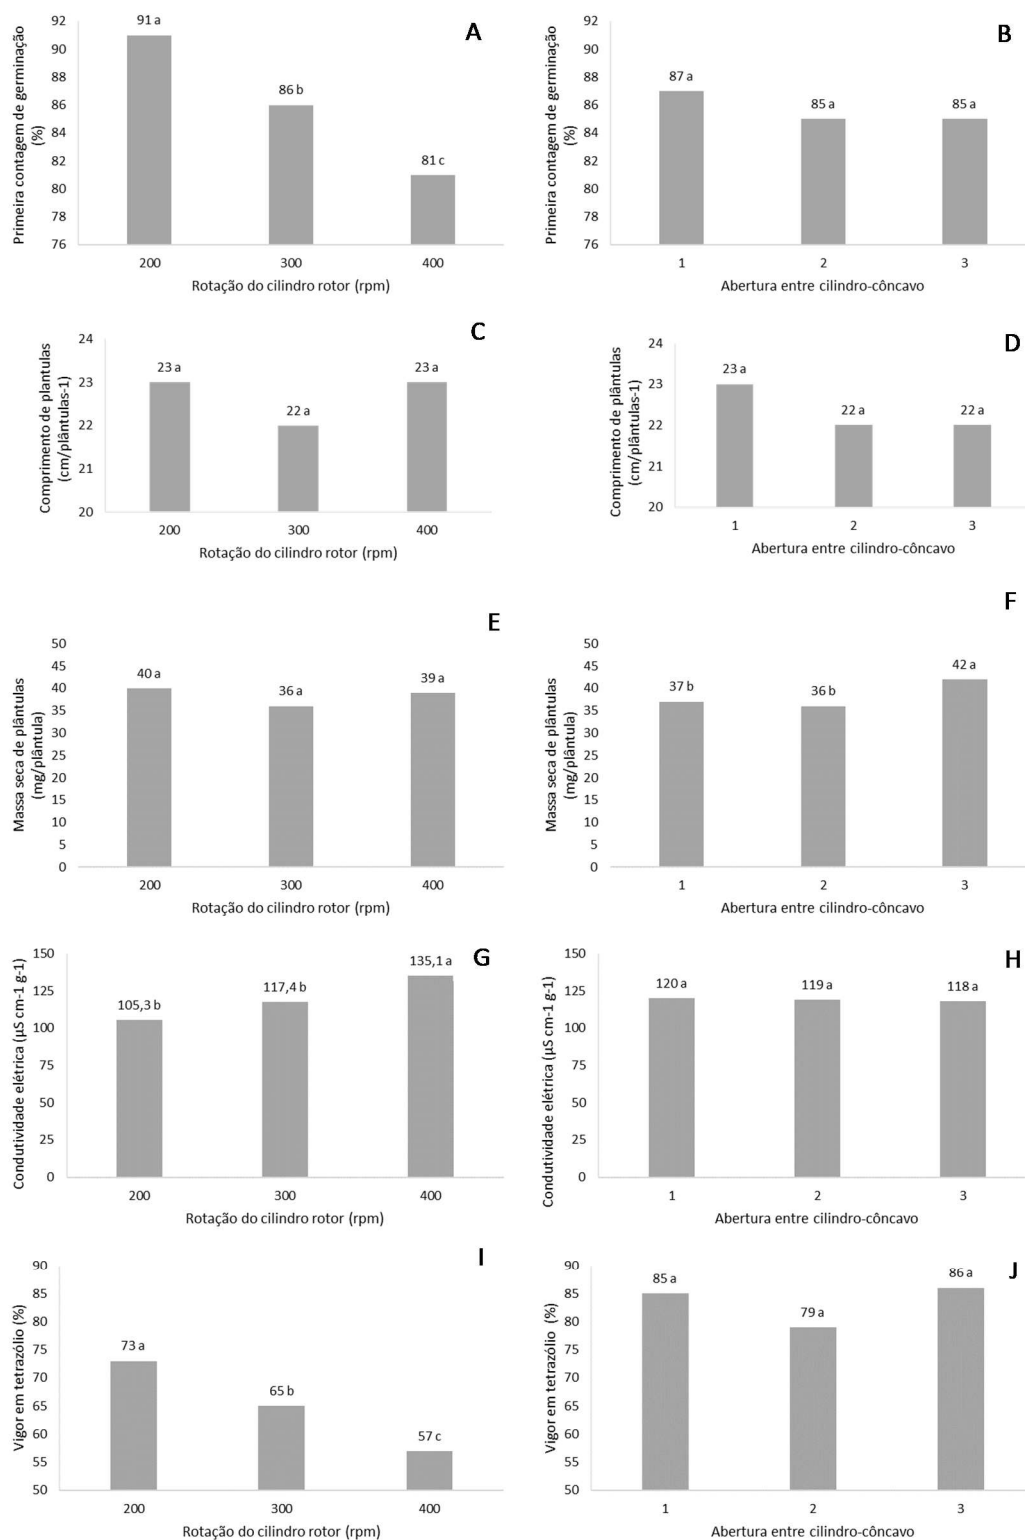 A
Primeira contagem de germinação
(%)
92
90
88
86
84
82
80
78
76
91 a
86 b
81 c
200
300
400
Rotação do cilindro rotor (rpm)
B
Primeira contagem de germinação
(%)
92
90
88
86
84
82
80
78
76
87 a
85 a
85 a
1
2
3
Abertura entre cilindro-côncavo
C
Comprimento de plantulas
(cm/plântulas-1)
24
23
22
21
20
23 a
22 a
23 a
200
300
400
Rotação do cilindro rotor (rpm)
D
Comprimento de plântulas
(cm/plântulas-1)
24
23
22
21
20
23 a
22 a
22 a
1
2
3
Abertura entre cilindro-côncavo
E
Massa seca de plântulas
(mg/plântula)
50
45
40
35
30
25
20
15
10
5
0
40 a
36 a
39 a
200
300
400
Rotação do cilindro rotor (rpm)
F
Massa seca de plântulas
(mg/plântula)
50
45
40
35
30
25
20
15
10
5
0
37 b
36 b
42 a
1
2
3
Abertura entre cilindro-côncavo
G
Condutividade elétrica (µS cm-1 g-1)
150
125
100
75
50
25
0
105,3 b
117,4 b
135,1 a
200
300
400
Rotação do cilindro rotor (rpm)
H
Condutividade elétrica (µS cm-1 g-1)
150
125
100
75
50
25
0
120 a
119 a
118 a
1
2
3
Abertura entre cilindro-côncavo
I
Vigor em tetrazólio (%)
90
85
80
75
70
65
60
55
50
73 a
65 b
57 c
200
300
400
Rotação do cilindro rotor (rpm)
J
Vigor em tetrazólio (%)
90
85
80
75
70
65
60
55
50
85 a
79 a
86 a
1
2
3
Abertura entre cilindro-côncavo